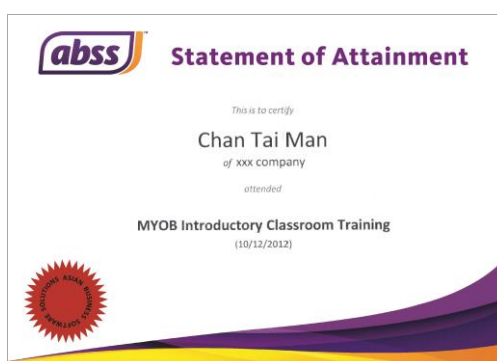 abss
Statement of Attainment
This is to certify
Chan Tai Man
of xxx company
attended
MYOB Introductory Classroom Training
(10/12/2012)
ASIAN BUSINESS SOFTWARE SOLUTIONS